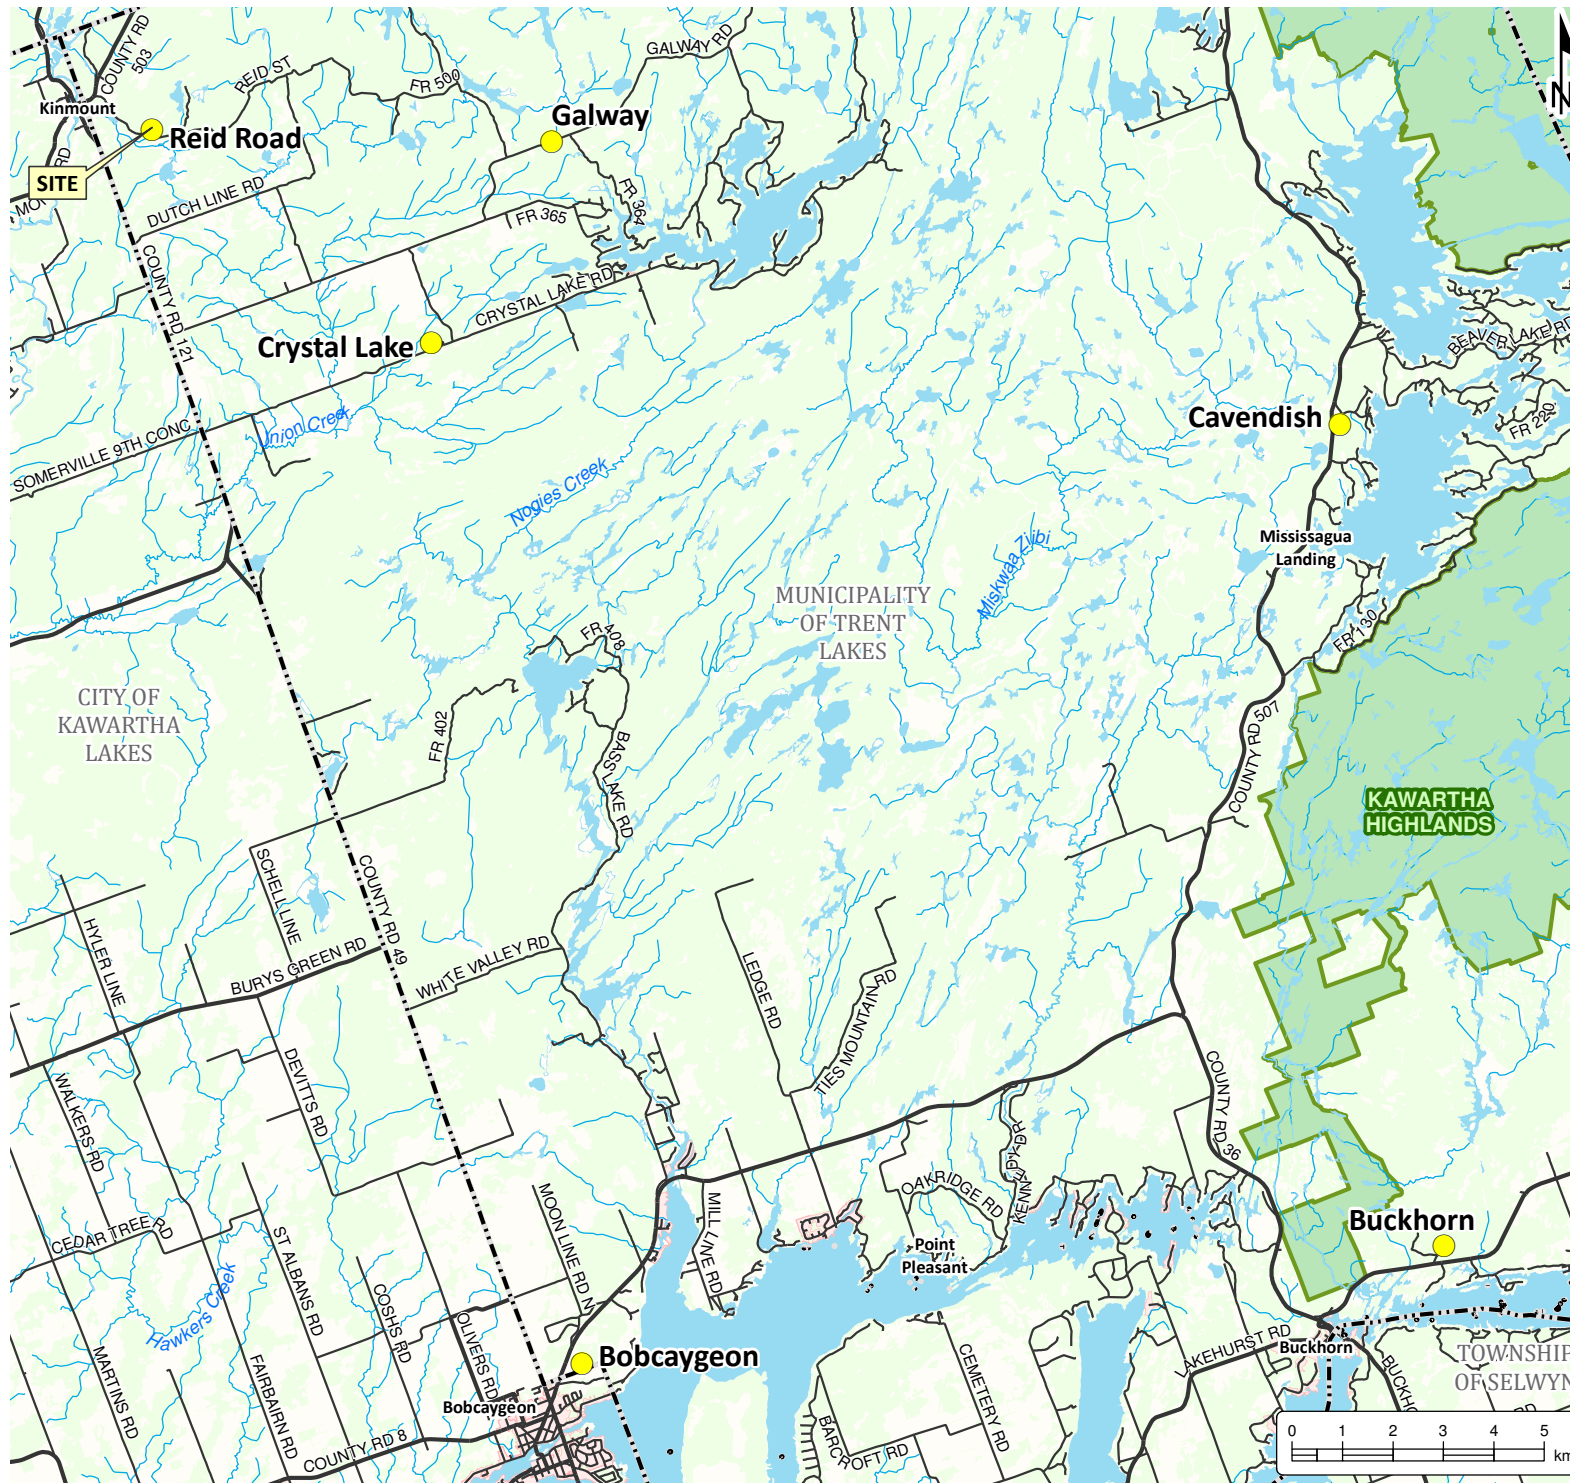 COUNTY RD
503
REID ST
GALWAY RD
FR 500
Kinmount
Galway
Reid Road
SITE
DUTCH LINE RD
FR 364
FR 365
COUNTY RD 121
CRYSTAL LAKE RD
Crystal Lake
BEAVER LAKE RD
Cavendish
FR 220
Union Creek
SOMERVILLE 9TH CONC
Nogies Creek
Mississagua
Landing
Miskwaa Ziibi
MUNICIPALITY
OF TRENT
LAKES
FR 408
FR 130
CITY OF
KAWARTHA
LAKES
FR 402
BASS LAKE RD
COUNTY RD 507
KAWARTHA
HIGHLANDS
SCHELL LINE
COUNTY RD 49
HYLER LINE
BURYS GREEN RD
WHITE VALLEY RD
LEDGE RD
TIES MOUNTAIN RD
WALKERS RD
DEVITTS RD
COUNTY RD 36
KENNEDY DR
OAKRIDGE RD
MILL LINE RD
MOON LINE RD N
CEDAR TREE RD
ST ALBANS RD
Buckhorn
Point
Pleasant
Hawkers Creek
COSHS RD
OLIVERS RD
MARTINS RD
FAIRBAIRN RD
Bobcaygeon
Bobcaygeon
COUNTY RD 8
BARCROFT RD
CEMETERY RD
LAKEHURST RD
Buckhorn
TOWNSHIP
OF SELWYN
0 1 2 3 4 5
km
N